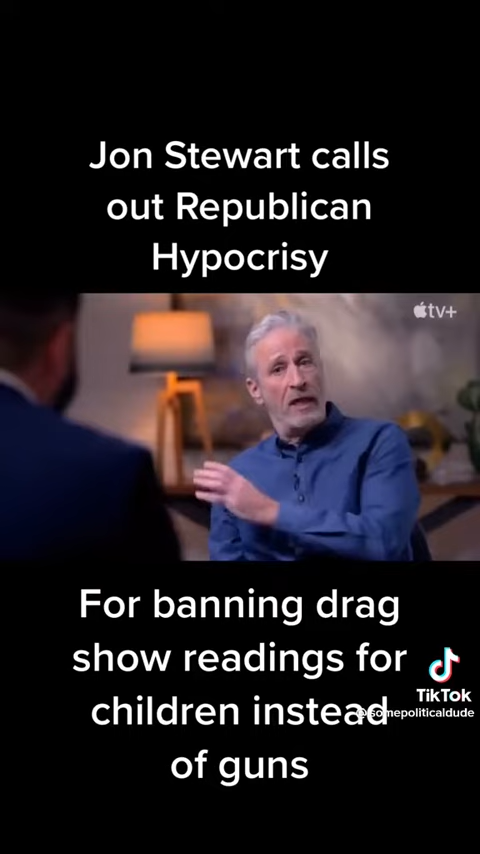 Jon Stewart calls
out Republican
Hypocrisy
tv+
For banning drag
show readings for
children instead
of guns
TikTok
@somepoliticaldude